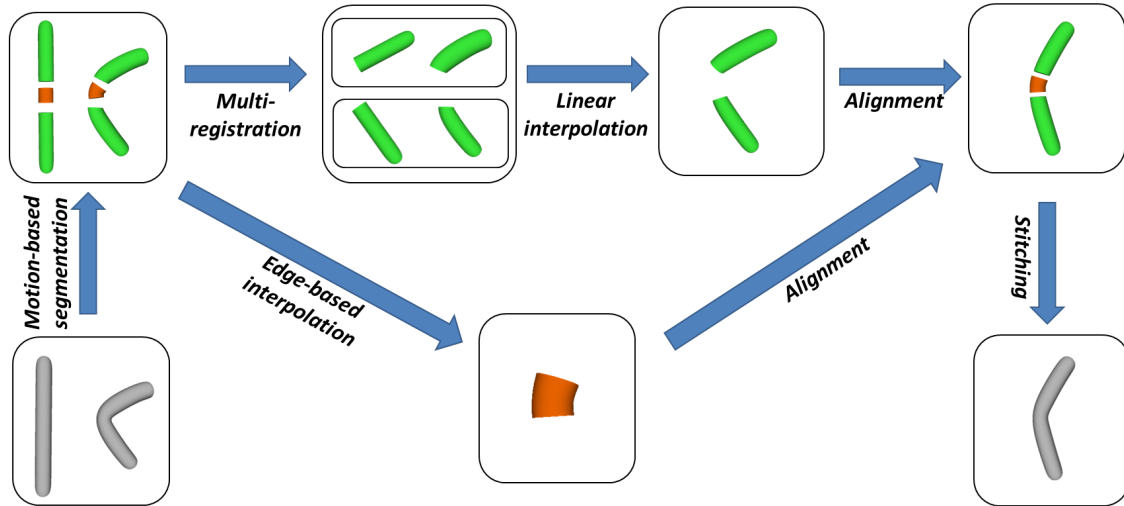 Multi-
registration
Linear
interpolation
Alignment
Motion-based
segmentation
Edge-based
interpolation
Alignment
Stitching